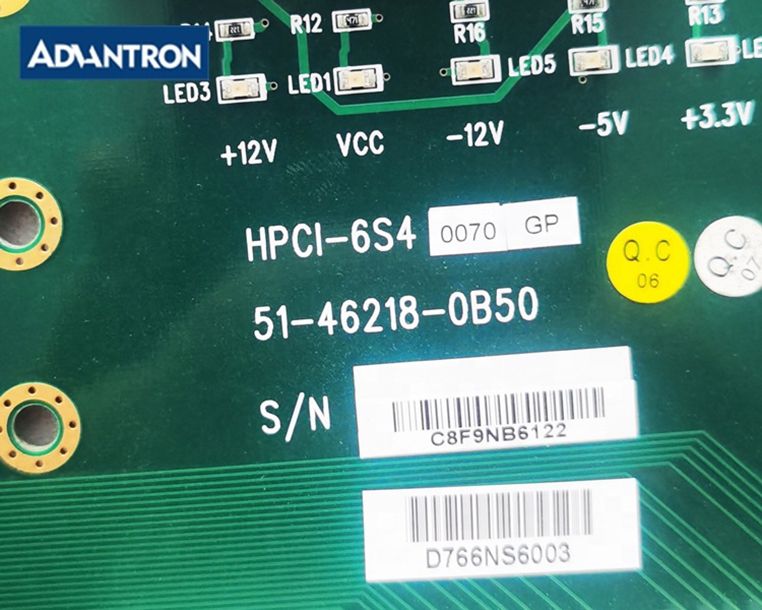 ADVANTRON
R12
R16
R15
R13
LED3
LED1
LED5
LED4
+12V
VCC
-12V
-5V
+3.3V
HPCI-6S4 0070 GP
Q.C
06
Q.C
07
51-46218-0B50
S/N
C8F9NB6122
D766NS6003